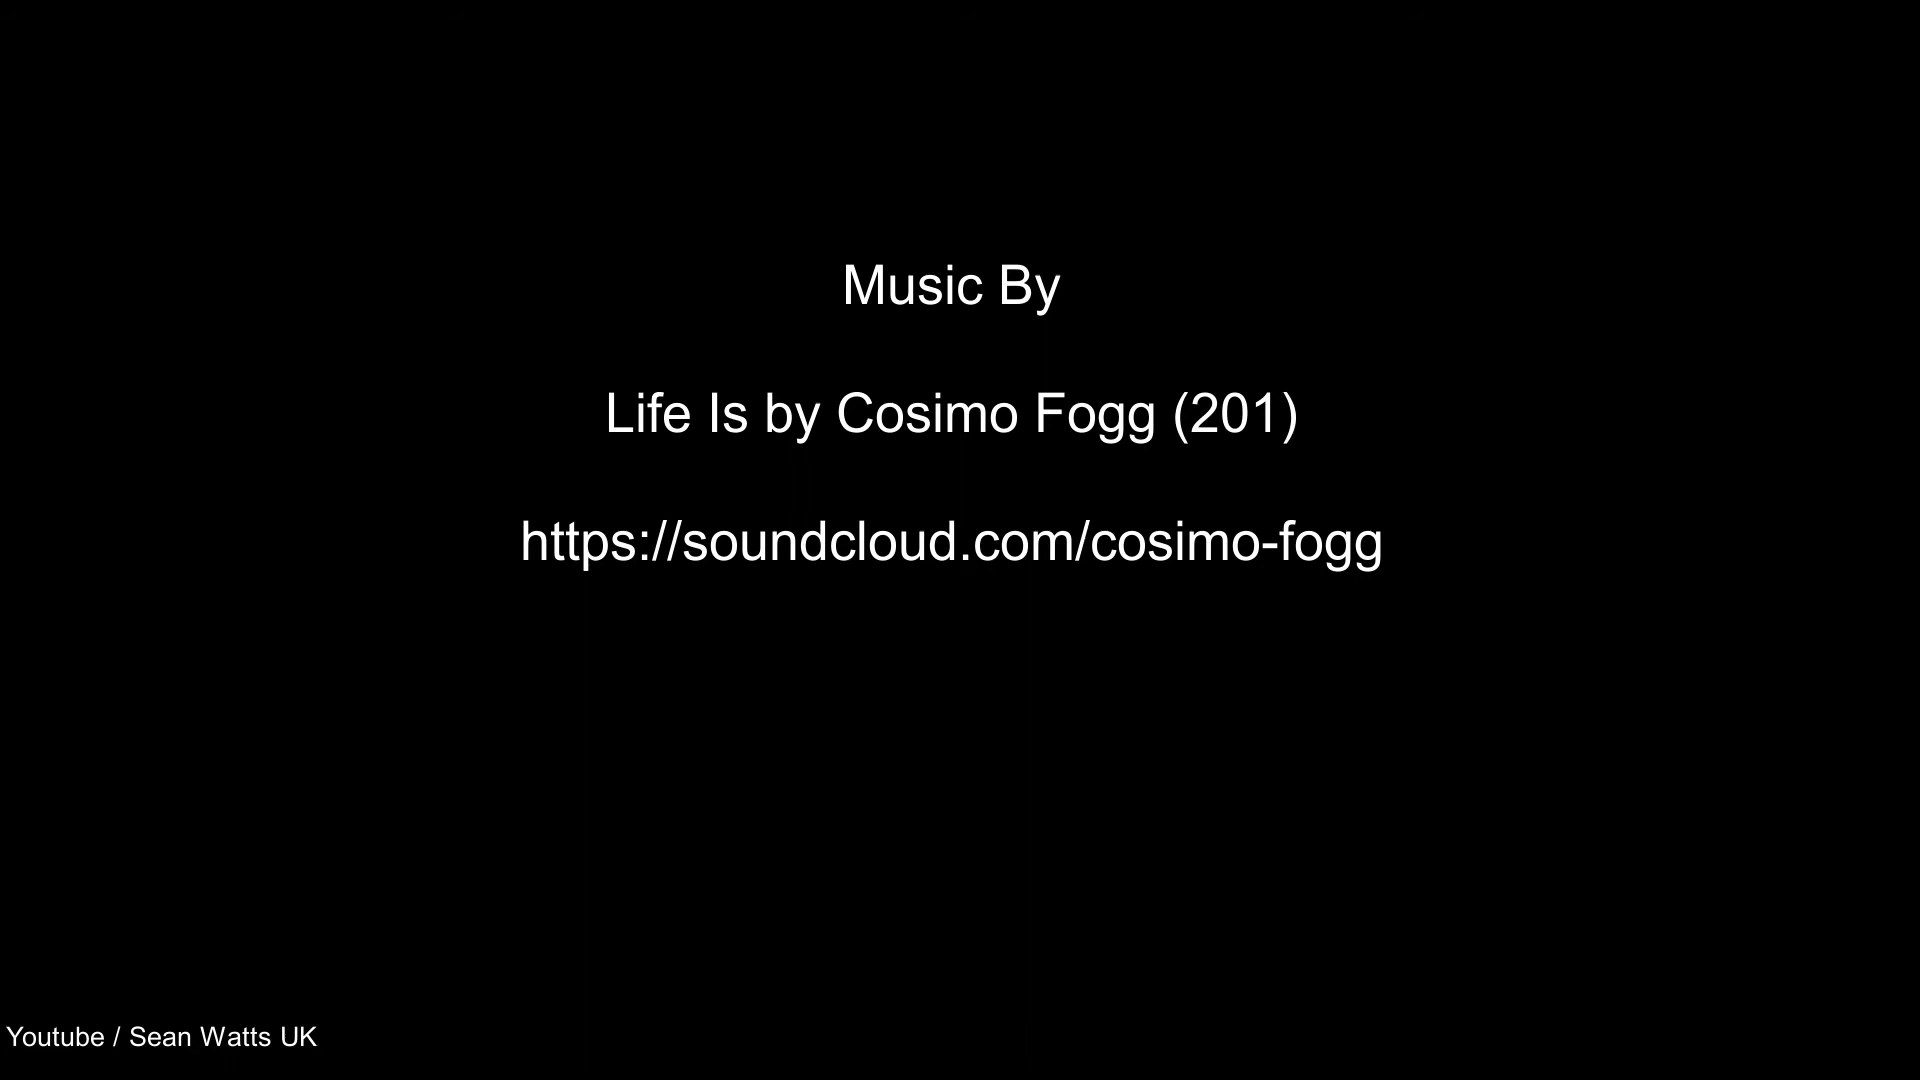 Music By
Life Is by Cosimo Fogg (201)
https://soundcloud.com/cosimo-fogg
Youtube / Sean Watts UK